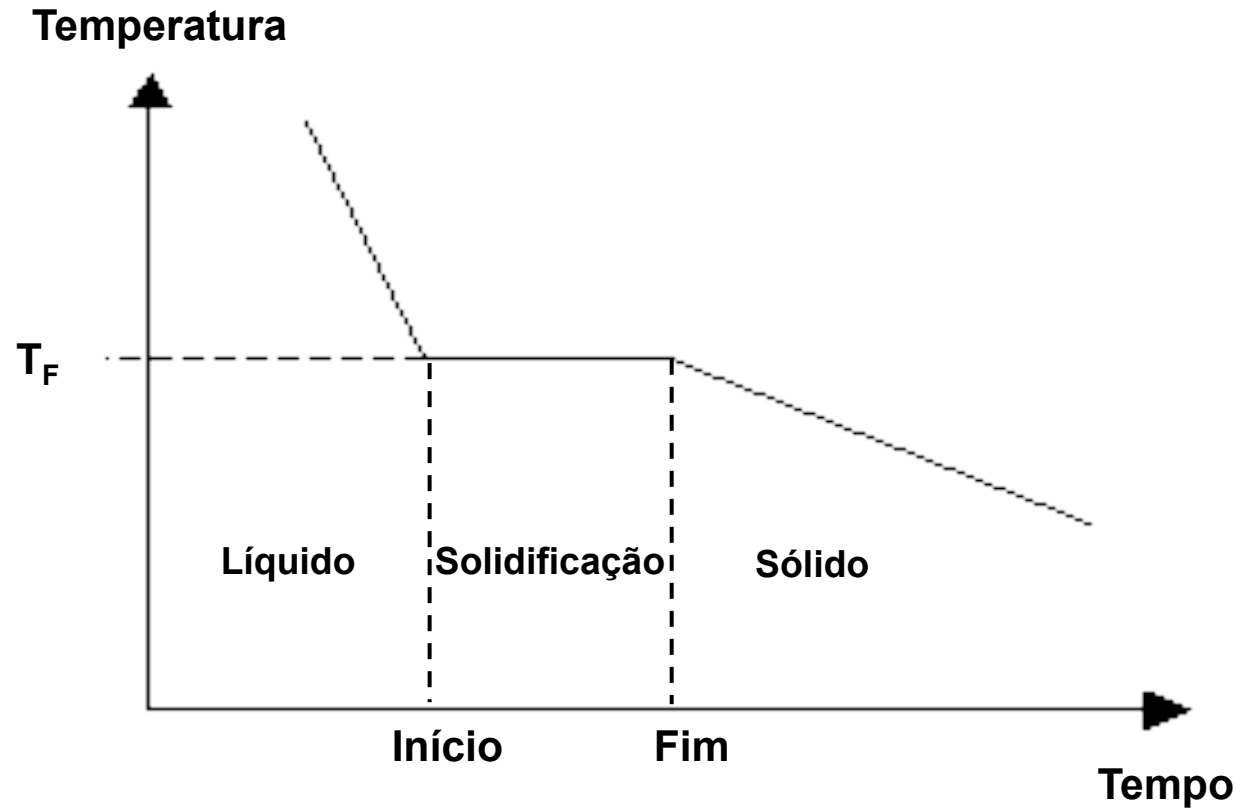 Temperatura
T_F
Líquido
Solidificação
Sólido
Início
Fim
Tempo